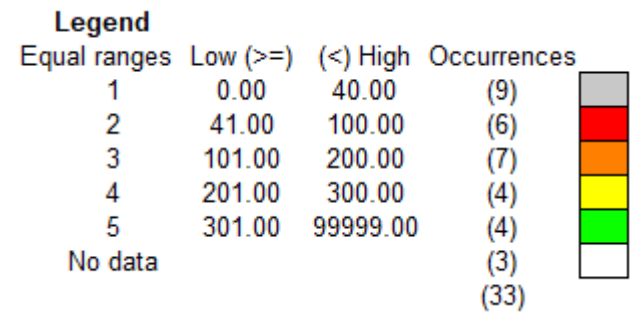 Legend
Equal ranges Low (>=) (<) High Occurrences
1 0.00 40.00 (9)
2 41.00 100.00 (6)
3 101.00 200.00 (7)
4 201.00 300.00 (4)
5 301.00 99999.00 (4)
No data (3)
(33)